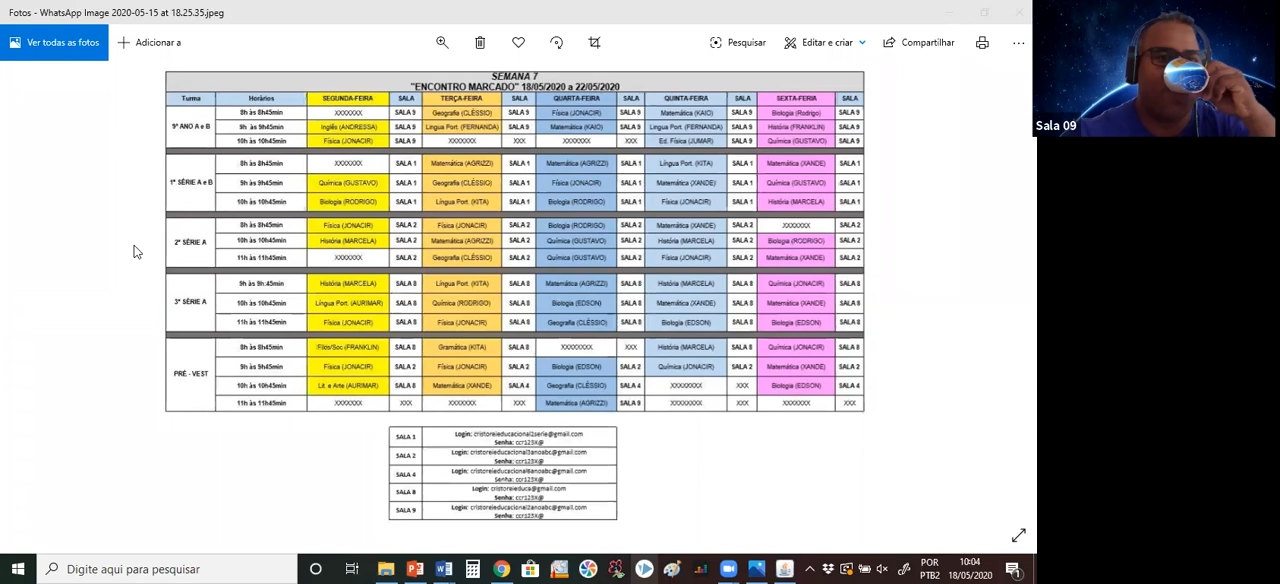 Fotos - WhatsApp Image 2020-05-15 at 18.25.35.jpeg
Ver todas as fotos Adicionar a Pesquisar Editar e criar Compartilhar
Sala 09
SEMANA 7
"ENCONTRO MARCADO" 18/05/2020 a 22/05/2020
Turma Horários SEGUNDA-FEIRA SALA TERÇA-FEIRA SALA QUARTA-FEIRA SALA QUINTA-FEIRA SALA SEXTA-FERIA SALA
9º ANO A e B
8h às 8h45min XXXXXXX SALA 9 Geografia (CLÉSSIO) SALA 9 Física (JONACIR) SALA 9 Matemática (KAIO) SALA 9 Biologia (Rodrigo) SALA 9
9h às 9h45min Inglês (ANDRESSA) SALA 9 Língua Port. (FERNANDA) SALA 9 Matemática (KAIO) SALA 9 Língua Port. (FERNANDA) SALA 9 História (FRANKLIN) SALA 9
10h às 10h45min Física (JONACIR) SALA 9 XXXXXXX XXX XXXXXXX XXX Ed. Física (JUMAR) SALA 9 Química (GUSTAVO) SALA 9
1ª SÉRIE A e B
8h às 8h45min XXXXXXX SALA 1 Matemática (AGRIZZI) SALA 1 Matemática (AGRIZZI) SALA 1 Língua Port. (KITA) SALA 1 Matemática (XANDE) SALA 1
9h às 9h45min Química (GUSTAVO) SALA 1 Geografia (CLÉSSIO) SALA 1 Física (JONACIR) SALA 1 Matemática (XANDE) SALA 1 Química (GUSTAVO) SALA 1
10h às 10h45min Biologia (RODRIGO) SALA 1 Língua Port. (KITA) SALA 1 Biologia (RODRIGO) SALA 1 Física (JONACIR) SALA 1 História (MARCELA) SALA 1
2ª SÉRIE A
8h às 8h45min Física (JONACIR) SALA 2 Física (JONACIR) SALA 2 Biologia (RODRIGO) SALA 2 Matemática (XANDE) SALA 2 XXXXXXX SALA 2
10h às 10h45min História (MARCELA) SALA 2 Matemática (AGRIZZI) SALA 2 Química (GUSTAVO) SALA 2 História (MARCELA) SALA 2 Biologia (RODRIGO) SALA 2
11h às 11h45min XXXXXXX SALA 2 Geografia (CLÉSSIO) SALA 2 Química (GUSTAVO) SALA 2 Física (JONACIR) SALA 2 Matemática (XANDE) SALA 2
3ª SÉRIE A
9h às 9h:45min História (MARCELA) SALA 8 Língua Port. (KITA) SALA 8 Matemática (AGRIZZI) SALA 8 História (MARCELA) SALA 8 Química (JONACIR) SALA 8
10h às 10h45min Língua Port. (AURIMAR) SALA 8 Química (RODRIGO) SALA 8 Biologia (EDSON) SALA 8 Matemática (XANDE) SALA 8 Matemática (XANDE) SALA 8
11h às 11h45min Física (JONACIR) SALA 8 Física (JONACIR) SALA 8 Geografia (CLÉSSIO) SALA 8 Biologia (EDSON) SALA 8 Biologia (EDSON) SALA 8
PRÉ - VEST
8h às 8h45min Filos/Soc (FRANKLIN) SALA 8 Gramática (KITA) SALA 8 XXXXXXXX XXX História (MARCELA) SALA 8 Química (JONACIR) SALA 8
9h às 9h45min Física (JONACIR) SALA 2 Física (JONACIR) SALA 2 Biologia (EDSON) SALA 2 Química (JONACIR) SALA 2 Matemática (XANDE) SALA 2
10h às 10h45min Lit. e Arte (AURIMAR) SALA 8 Matemática (XANDE) SALA 4 Geografia (CLÉSSIO) SALA 4 XXXXXXXX XXX Biologia (EDSON) SALA 4
11h às 11h45min XXXXXXX XXX XXXXXXX XXX Matemática (AGRIZZI) SALA 9 XXXXXXXX XXX XXXXXXX XXX
SALA 1 Login: cristoreieducacional2serie@gmail.com
Senha: ccr123X@
SALA 2 Login: cristoreieducacional3anoabc@gmail.com
Senha: ccr123X@
SALA 4 Login: cristoreieducacional6anoabc@gmail.com
Senha: ccr123X@
SALA 8 Login: cristoreieduca@gmail.com
Senha: ccr123X@
SALA 9 Login: cristoreieducacional2anoabc@gmail.com
Senha: ccr123X@
Digite aqui para pesquisar
POR
PTB2
10:04
18/05/2020